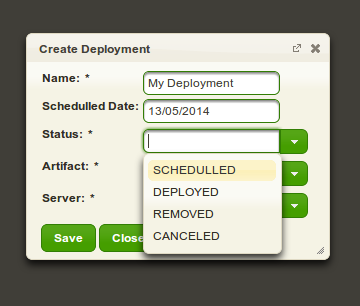 Create Deployment
Name: * My Deployment
Schedulled Date: 13/05/2014
Status: *
SCHEDULLED
Artifact: *
DEPLOYED
Server: *
REMOVED
CANCELED
Save Close